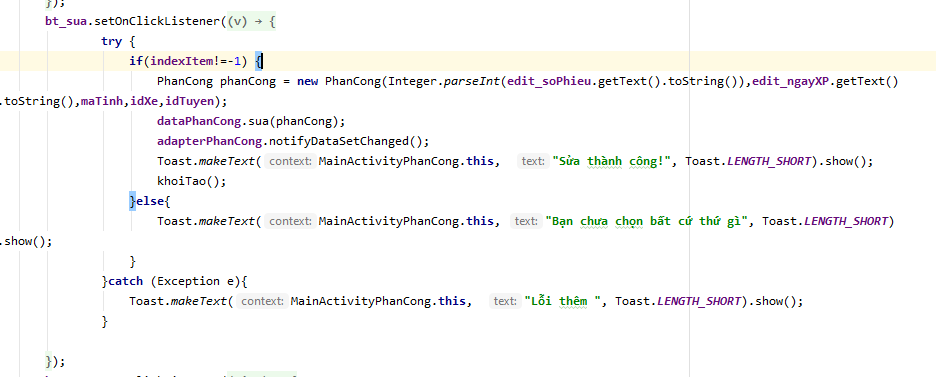 });
bt_sua.setOnClickListener((v) → {
try {
if(indexItem!=-1) {
PhanCong phanCong = new PhanCong(Integer.parseInt(edit_soPhieu.getText().toString()),edit_ngayXP.getText()
.toString(),maTinh,idXe,idTuyen);
dataPhanCong.sua(phanCong);
adapterPhanCong.notifyDataSetChanged();
Toast.makeText( context: MainActivityPhanCong.this, text: "Sửa thành công!", Toast.LENGTH_SHORT).show();
khoiTao();
}else{
Toast.makeText( context: MainActivityPhanCong.this, text: "Bạn chưa chọn bất cứ thứ gì", Toast.LENGTH_SHORT)
.show();
}
}catch (Exception e){
Toast.makeText( context: MainActivityPhanCong.this, text: "Lỗi thêm ", Toast.LENGTH_SHORT).show();
}
});